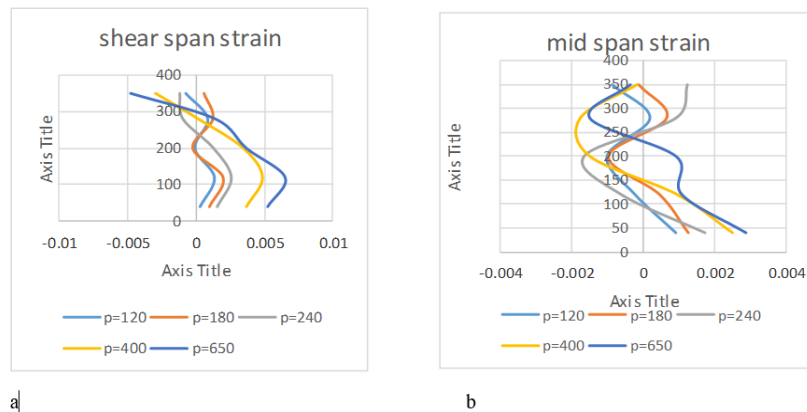 shear span strain
400
300
200
100
0
-0.01 -0.005 0 0.005 0.01
Axis Title
Axis Title
p=120 p=180 p=240
p=400 p=650
a
mid span strain
400
350
300
250
200
150
100
50
0
-0.004 -0.002 0 0.002 0.004
Axis Title
Axis Title
p=120 p=180 p=240
p=400 p=650
b